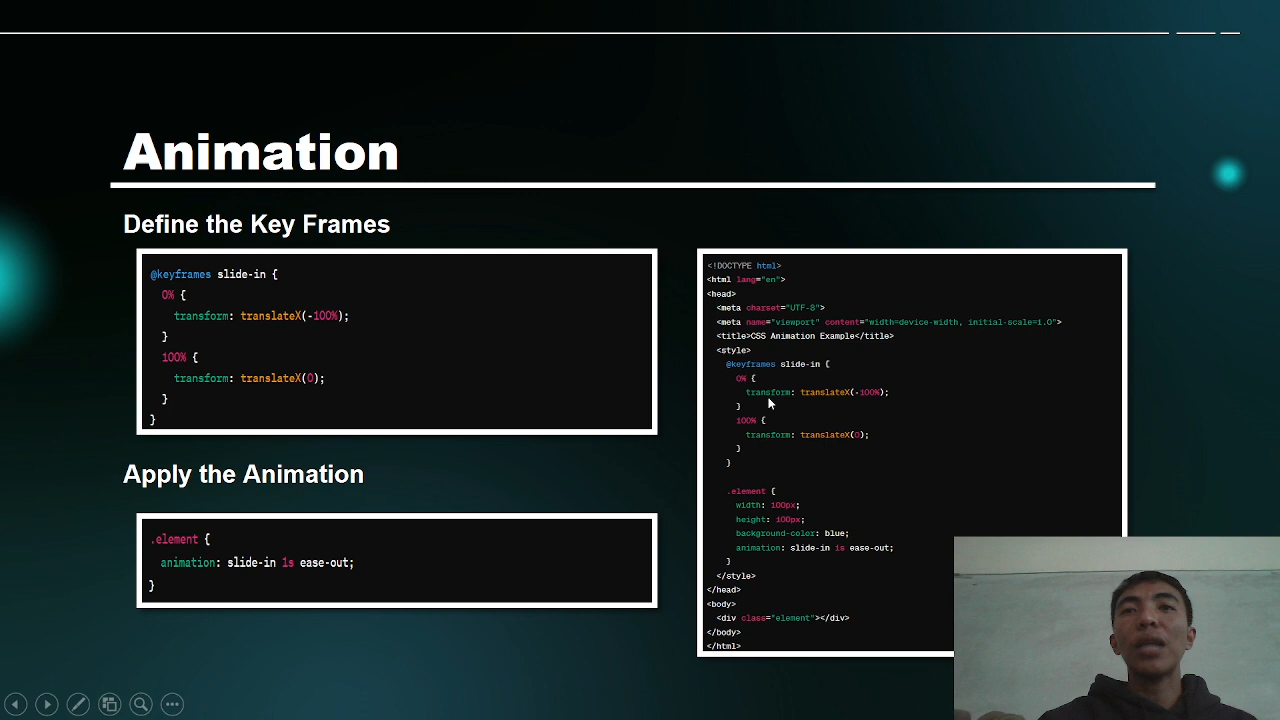 Animation
Define the Key Frames
@keyframes slide-in {
0% {
transform: translateX(-100%);
}
100% {
transform: translateX(0);
}
}
Apply the Animation
.element {
animation: slide-in 1s ease-out;
}
<!DOCTYPE html>
<html lang="en">
<head>
<meta charset="UTF-8">
<meta name="viewport" content="width=device-width, initial-scale=1.0">
<title>CSS Animation Example</title>
<style>
@keyframes slide-in {
0% {
transform: translateX(-100%);
}
100% {
transform: translateX(0);
}
}
.element {
width: 100px;
height: 100px;
background-color: blue;
animation: slide-in 1s ease-out;
}
</style>
</head>
<body>
<div class="element"></div>
</body>
</html>